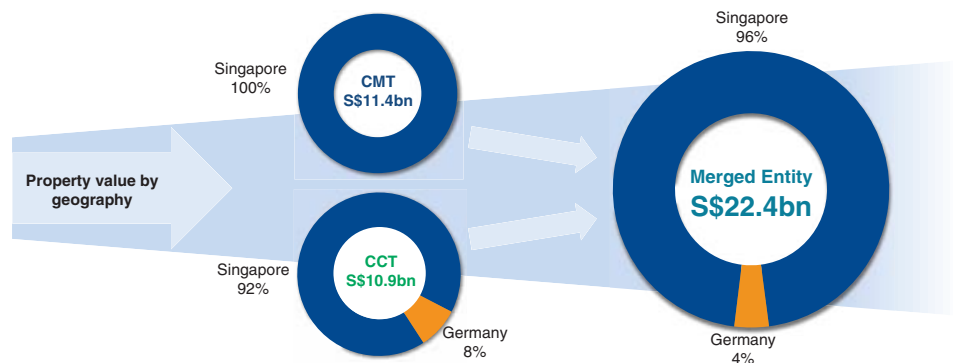 Property value by
geography
Singapore
100%
CMT
S$11.4bn
Singapore
92%
CCT
S$10.9bn
Germany
8%
Singapore
96%
Merged Entity
S$22.4bn
Germany
4%